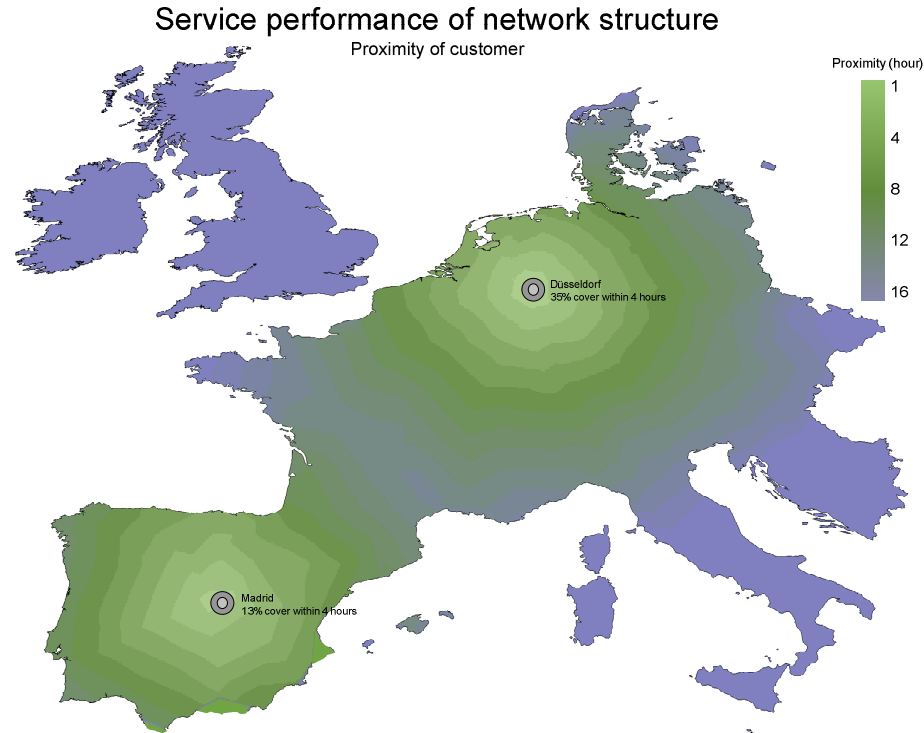 Service performance of network structure
Proximity of customer
Proximity (hour)
1
4
8
12
16
Düsseldorf
35% cover within 4 hours
Madrid
13% cover within 4 hours